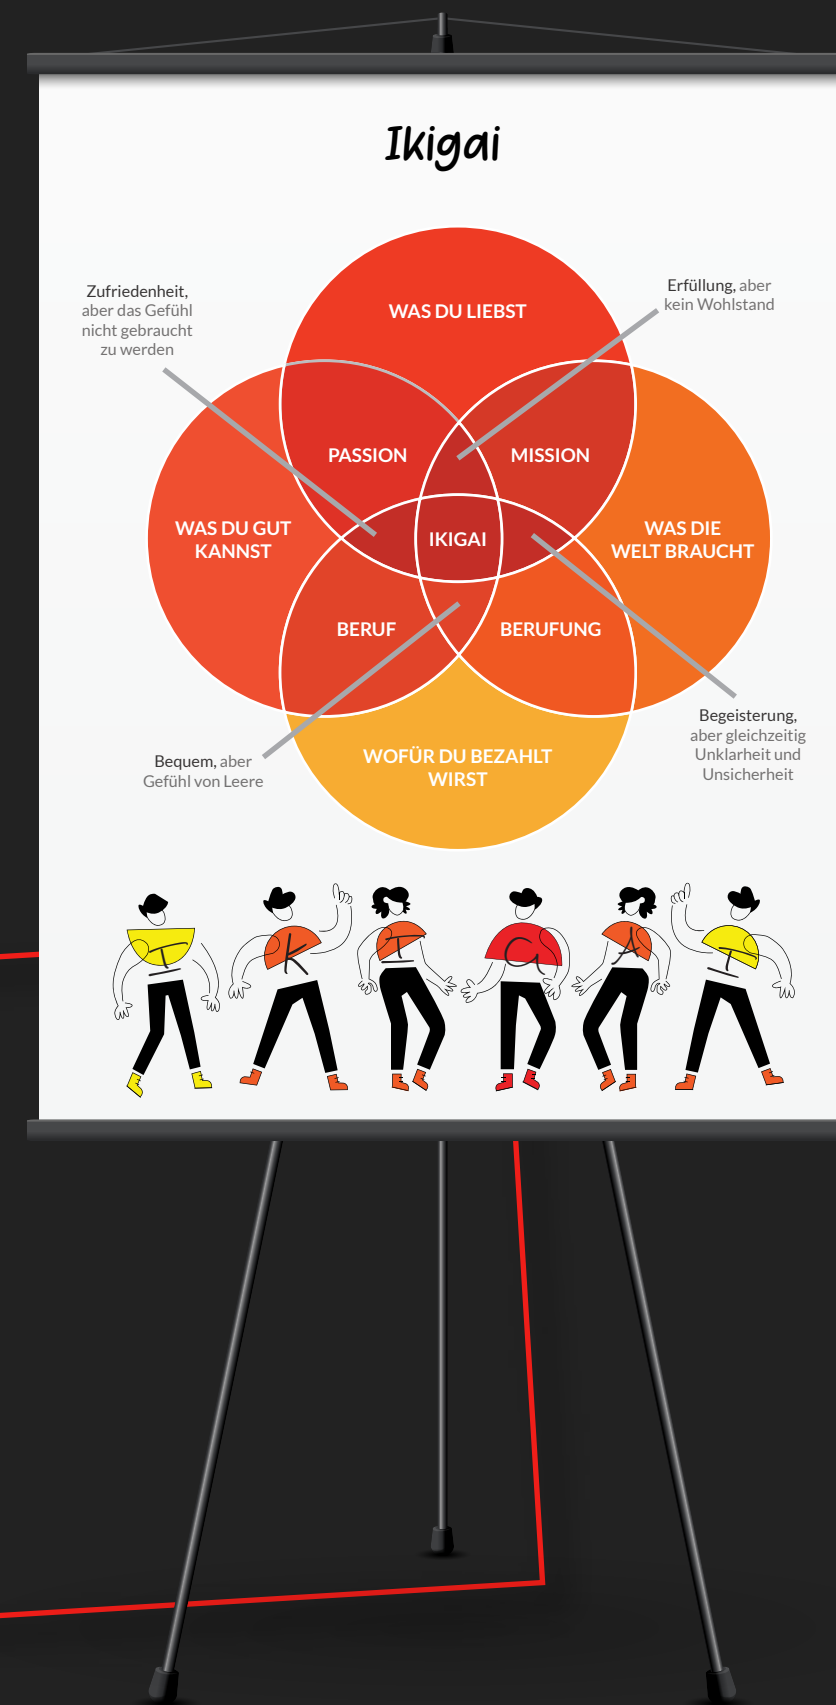 Ikigai
Zufriedenheit,
aber das Gefühl
nicht gebraucht
zu werden
Erfüllung, aber
kein Wohlstand
WAS DU LIEBST
PASSION
MISSION
WAS DU GUT
KANNST
IKIGAI
WAS DIE
WELT BRAUCHT
BERUF
BERUFUNG
Begeisterung,
aber gleichzeitig
Unklarheit und
Unsicherheit
Bequem, aber
Gefühl von Leere
WOFÜR DU BEZAHLT
WIRST
I K I G A I